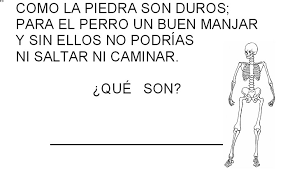 COMO LA PIEDRA SON DUROS;
PARA EL PERRO UN BUEN MANJAR
Y SIN ELLOS NO PODRÍAS
NI SALTAR NI CAMINAR.
¿QUÉ SON?